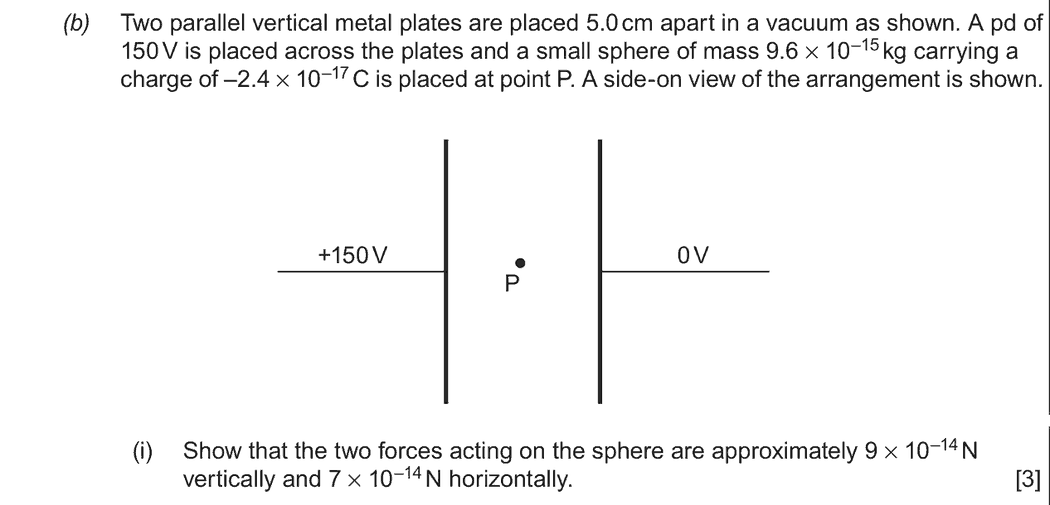 (b) Two parallel vertical metal plates are placed 5.0 cm apart in a vacuum as shown. A pd of
150 V is placed across the plates and a small sphere of mass 9.6 × 10⁻¹⁵ kg carrying a
charge of –2.4 × 10⁻¹⁷ C is placed at point P. A side-on view of the arrangement is shown.
+150 V
0 V
P
(i) Show that the two forces acting on the sphere are approximately 9 × 10⁻¹⁴ N
vertically and 7 × 10⁻¹⁴ N horizontally. [3]